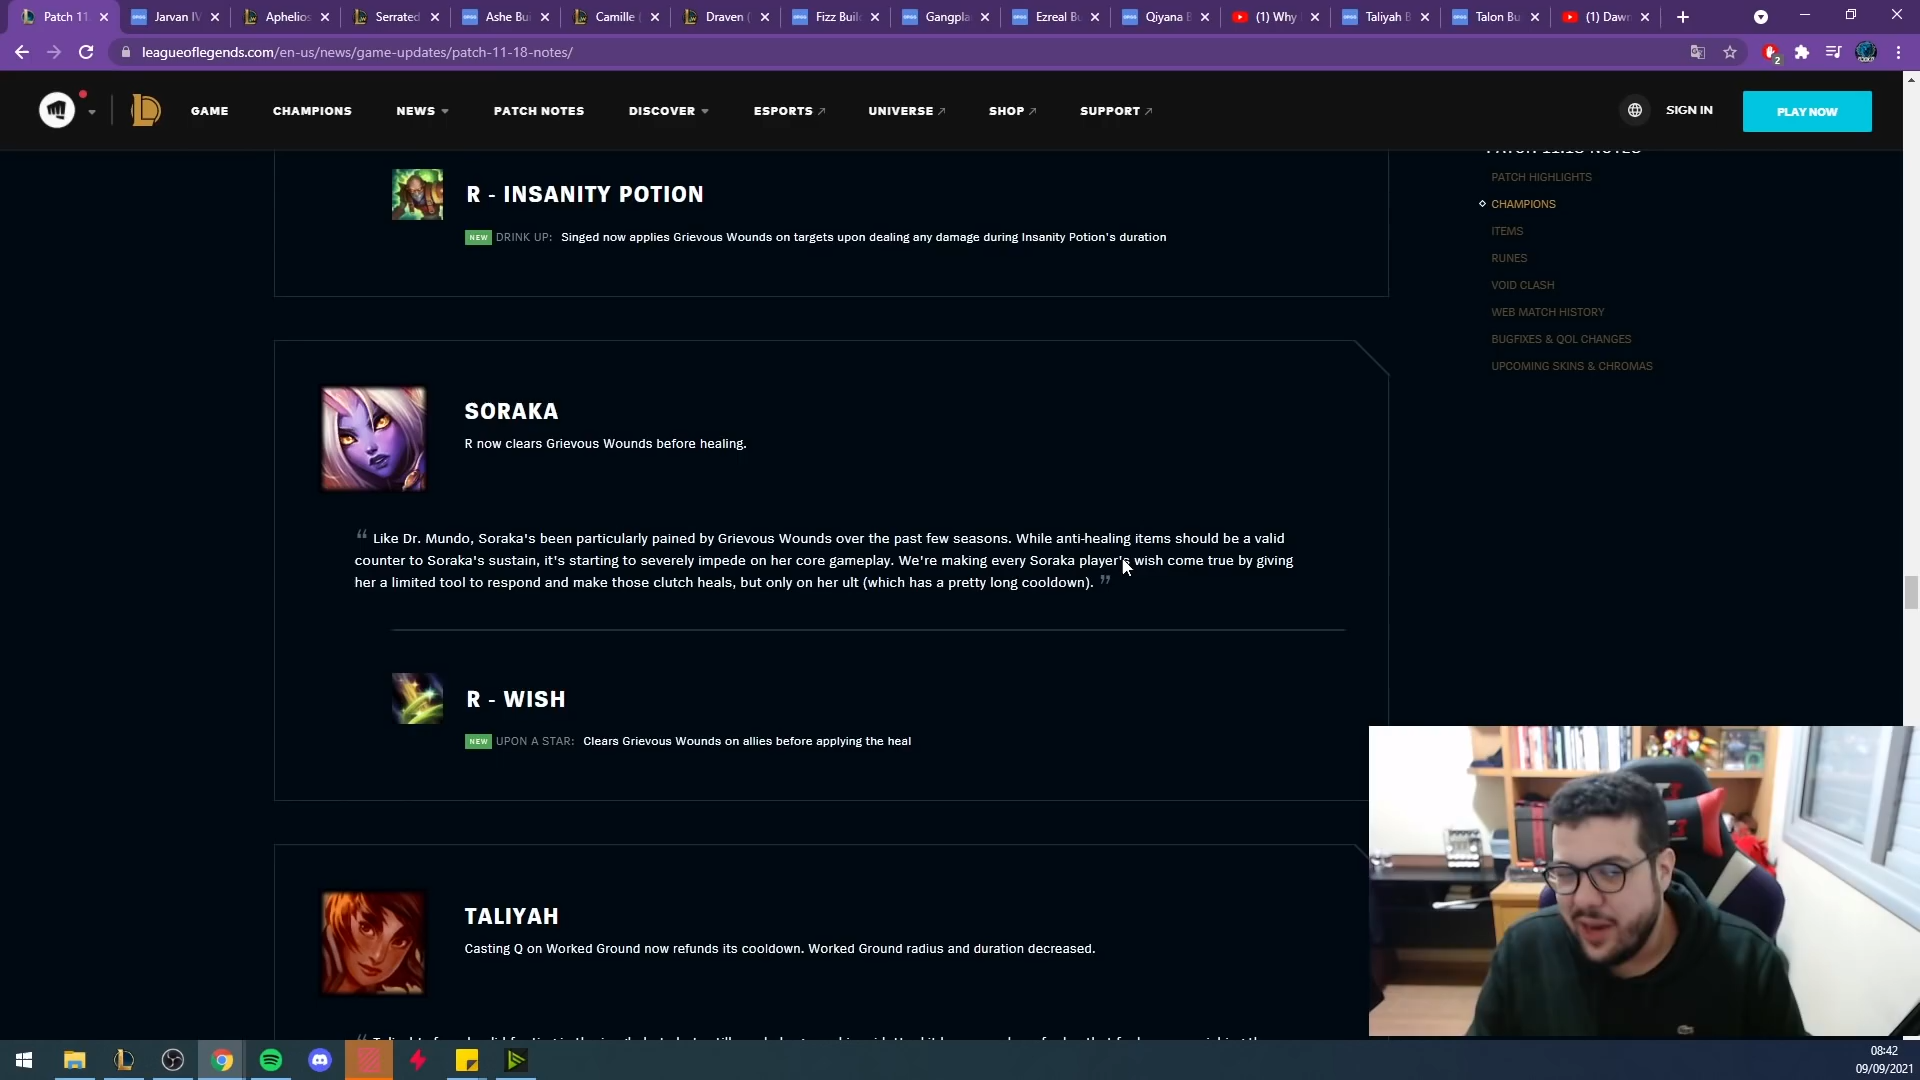 Patch 11.
Jarvan IV
Aphelios
Serrated
Ashe Bui
Camille (
Draven (
Fizz Buil
Gangpla
Ezreal Bu
Qiyana B
(1) Why
Taliyah B
Talon Bu
(1) Dawn
leagueoflegends.com/en-us/news/game-updates/patch-11-18-notes/
2
GAME
CHAMPIONS
NEWS
PATCH NOTES
DISCOVER
ESPORTS
UNIVERSE
SHOP
SUPPORT
SIGN IN
PLAY NOW
PATCH 11.18 NOTES
PATCH HIGHLIGHTS
CHAMPIONS
ITEMS
RUNES
VOID CLASH
WEB MATCH HISTORY
BUGFIXES & QOL CHANGES
UPCOMING SKINS & CHROMAS
R - INSANITY POTION
NEW DRINK UP: Singed now applies Grievous Wounds on targets upon dealing any damage during Insanity Potion's duration
SORAKA
R now clears Grievous Wounds before healing.
“ Like Dr. Mundo, Soraka's been particularly pained by Grievous Wounds over the past few seasons. While anti-healing items should be a valid
counter to Soraka's sustain, it's starting to severely impede on her core gameplay. We're making every Soraka player's wish come true by giving
her a limited tool to respond and make those clutch heals, but only on her ult (which has a pretty long cooldown). ”
R - WISH
NEW UPON A STAR: Clears Grievous Wounds on allies before applying the heal
TALIYAH
Casting Q on Worked Ground now refunds its cooldown. Worked Ground radius and duration decreased.
08:42
09/09/2021